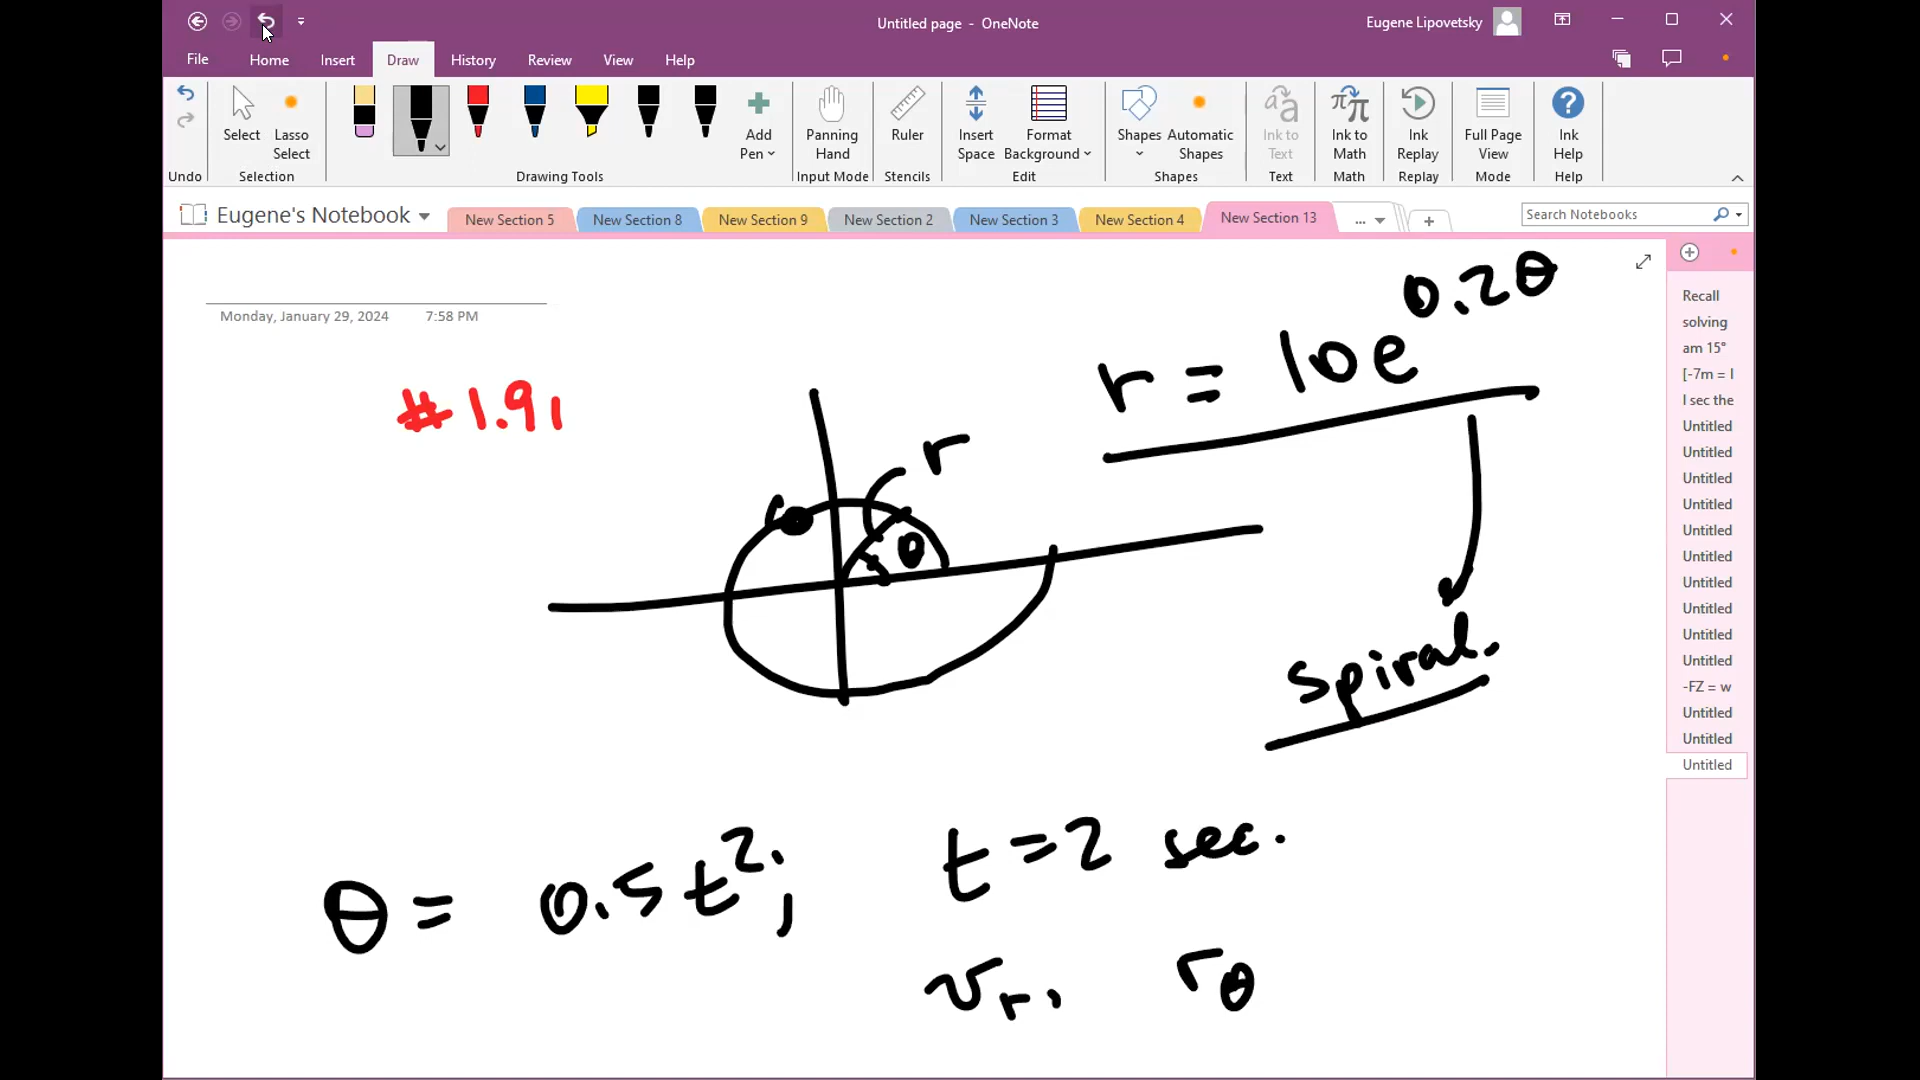 Untitled page - OneNote
Eugene Lipovetsky
File Home Insert Draw History Review View Help
Select
Lasso Select
Add Pen
Panning Hand
Ruler
Insert Space
Format Background
Shapes
Automatic Shapes
Ink to Text
Ink to Math
Ink Replay
Full Page View
Ink Help
Undo Selection Drawing Tools Input Mode Stencils Edit Shapes Text Math Replay Mode Help
Eugene's Notebook
New Section 5 New Section 8 New Section 9 New Section 2 New Section 3 New Section 4 New Section 13 ...
Search Notebooks
Monday, January 29, 2024 7:58 PM
Recall
solving
am 15°
[-7m = I
I sec the
Untitled
Untitled
Untitled
Untitled
Untitled
Untitled
Untitled
Untitled
Untitled
Untitled
-FZ = w
Untitled
Untitled
Untitled
#1.91
r = 10e^0.2θ
r
θ
spiral.
θ = 0.5t²; t=2 sec.
v_r, r_θ